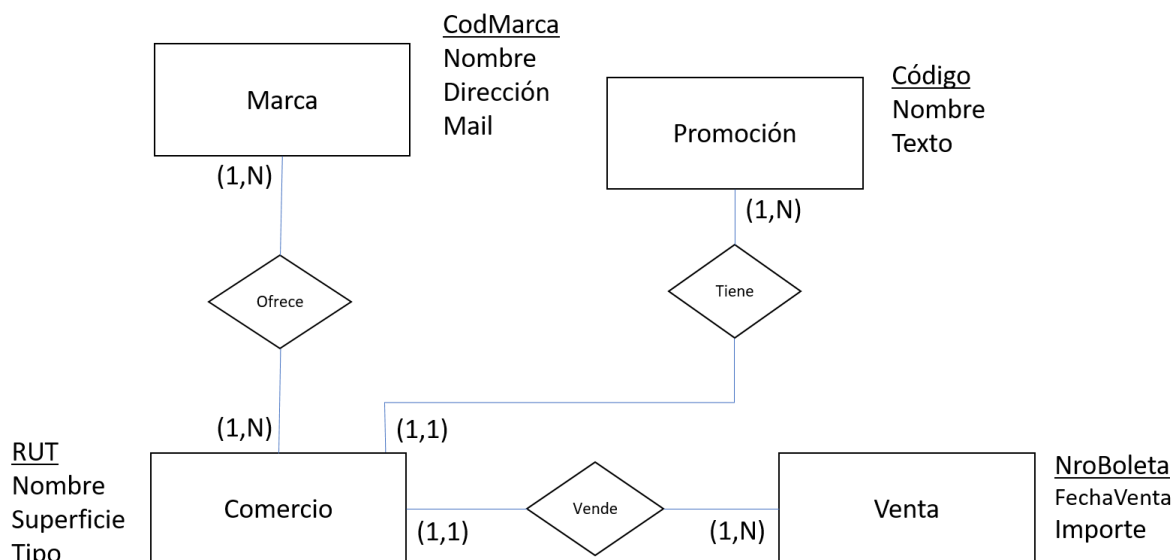 Marca
CodMarca
Nombre
Dirección
Mail
Promoción
Código
Nombre
Texto
(1,N)
(1,N)
Ofrece
Tiene
(1,N)
(1,1)
RUT
Nombre
Superficie
Tipo
Comercio
(1,1)
Vende
(1,N)
Venta
NroBoleta
FechaVenta
Importe